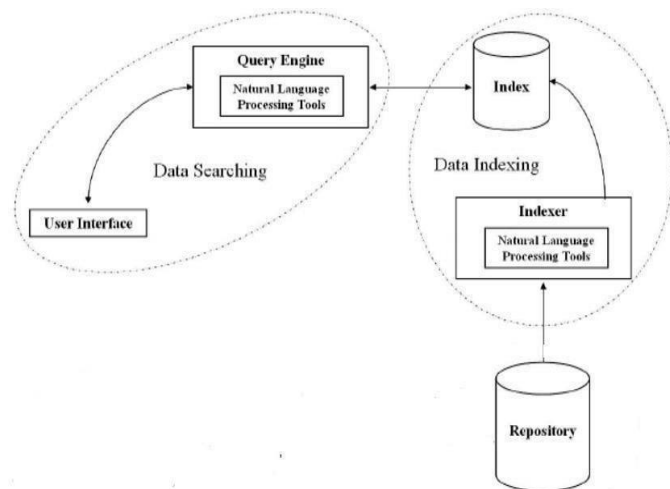 Query Engine
Natural Language
Processing Tools
Index
Data Searching
Data Indexing
User Interface
Indexer
Natural Language
Processing Tools
Repository